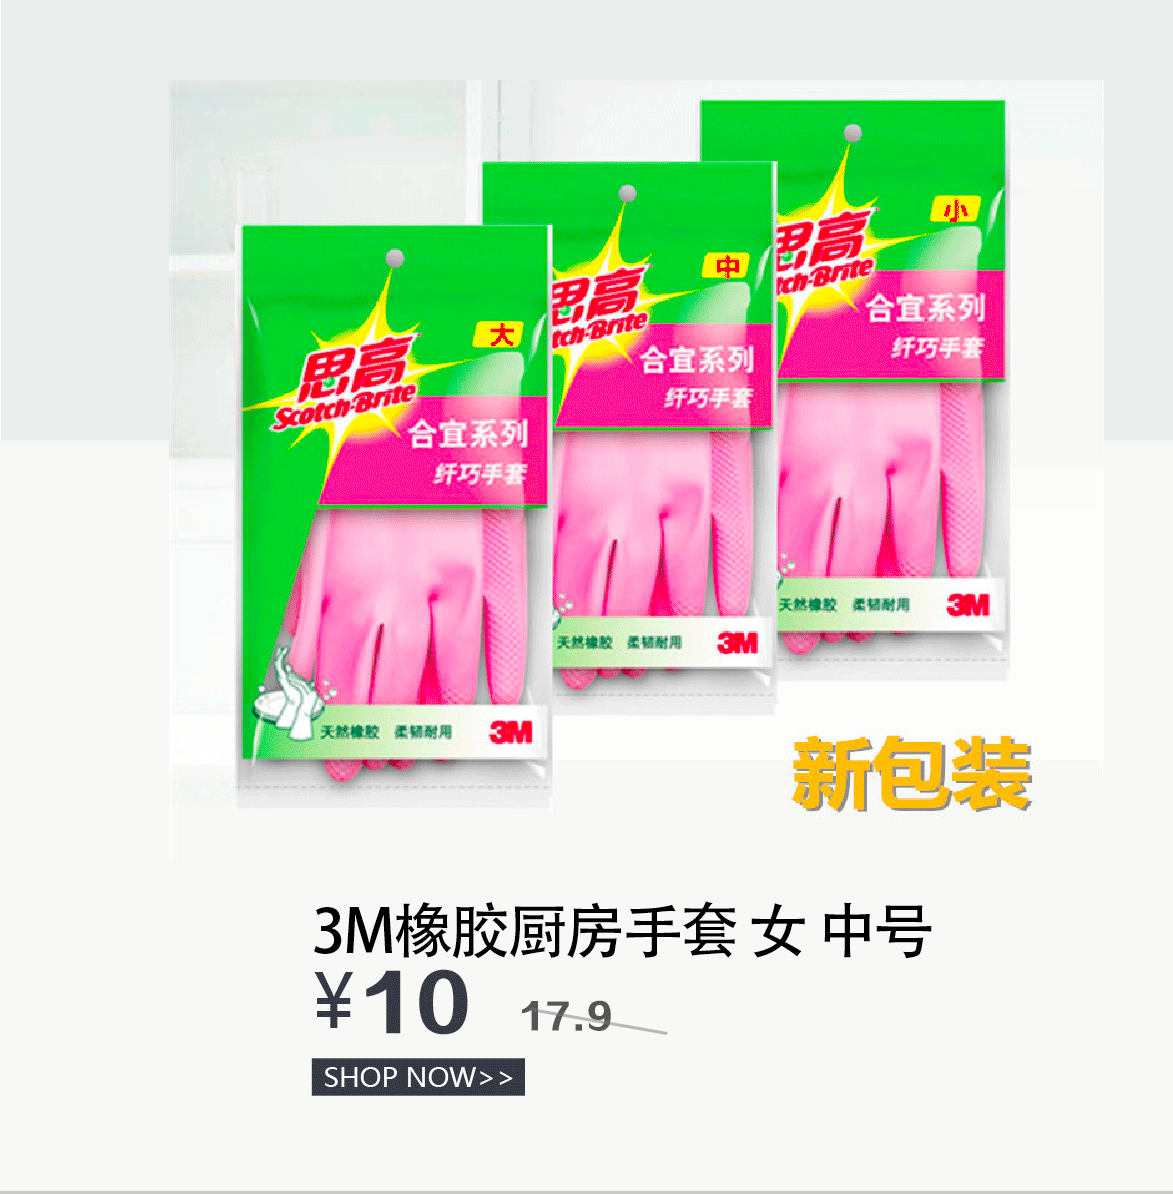 小
思高
Scotch-Brite
合宜系列
纤巧手套
天然橡胶 柔韧耐用
3M
中
思高
Scotch-Brite
合宜系列
纤巧手套
天然橡胶 柔韧耐用
3M
大
思高
Scotch-Brite
合宜系列
纤巧手套
天然橡胶 柔韧耐用
3M
新包装
3M橡胶厨房手套 女 中号
¥10 17.9
SHOP NOW>>